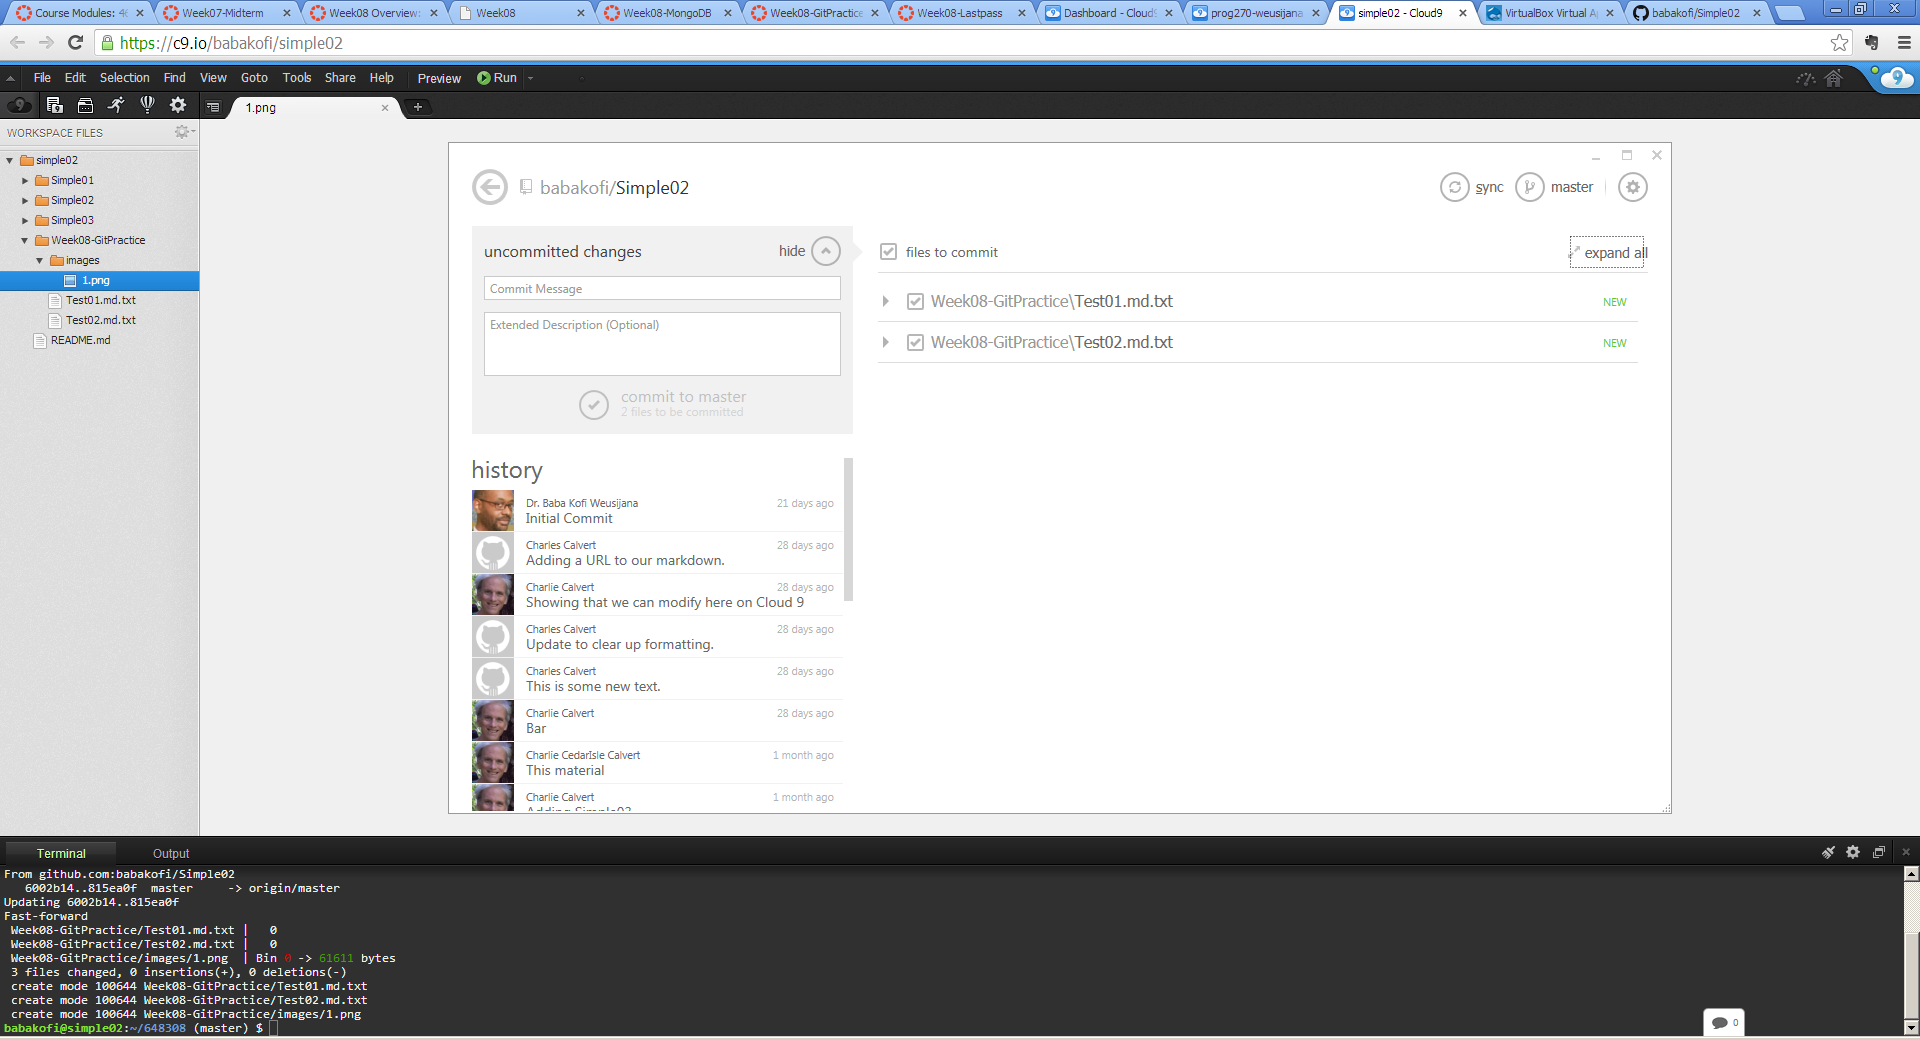 Course Modules: 46
Week07-Midterm
Week08 Overview:
Week08
Week08-MongoDB
Week08-GitPractice
Week08-Lastpass
Dashboard - Cloud9
prog270-weusijana
simple02 - Cloud9
VirtualBox Virtual Ap
babakofi/Simple02
https://c9.io/babakofi/simple02
File Edit Selection Find View Goto Tools Share Help Preview Run
1.png
WORKSPACE FILES
simple02
Simple01
Simple02
Simple03
Week08-GitPractice
images
1.png
Test01.md.txt
Test02.md.txt
README.md
babakofi/Simple02
sync
master
uncommitted changes
hide
Commit Message
Extended Description (Optional)
commit to master
2 files to be committed
files to commit
expand all
Week08-GitPractice\Test01.md.txt NEW
Week08-GitPractice\Test02.md.txt NEW
history
Dr. Baba Kofi Weusijana 21 days ago
Initial Commit
Charles Calvert 28 days ago
Adding a URL to our markdown.
Charlie Calvert 28 days ago
Showing that we can modify here on Cloud 9
Charles Calvert 28 days ago
Update to clear up formatting.
Charles Calvert 28 days ago
This is some new text.
Charlie Calvert 28 days ago
Bar
Charlie CedarIsle Calvert 1 month ago
This material
Charlie Calvert 1 month ago
Adding Simple03
Terminal Output
From github.com:babakofi/Simple02
6002b14..815ea0f master -> origin/master
Updating 6002b14..815ea0f
Fast-forward
Week08-GitPractice/Test01.md.txt | 0
Week08-GitPractice/Test02.md.txt | 0
Week08-GitPractice/images/1.png | Bin 0 -> 61611 bytes
3 files changed, 0 insertions(+), 0 deletions(-)
create mode 100644 Week08-GitPractice/Test01.md.txt
create mode 100644 Week08-GitPractice/Test02.md.txt
create mode 100644 Week08-GitPractice/images/1.png
babakofi@simple02:~/648308 (master) $
0